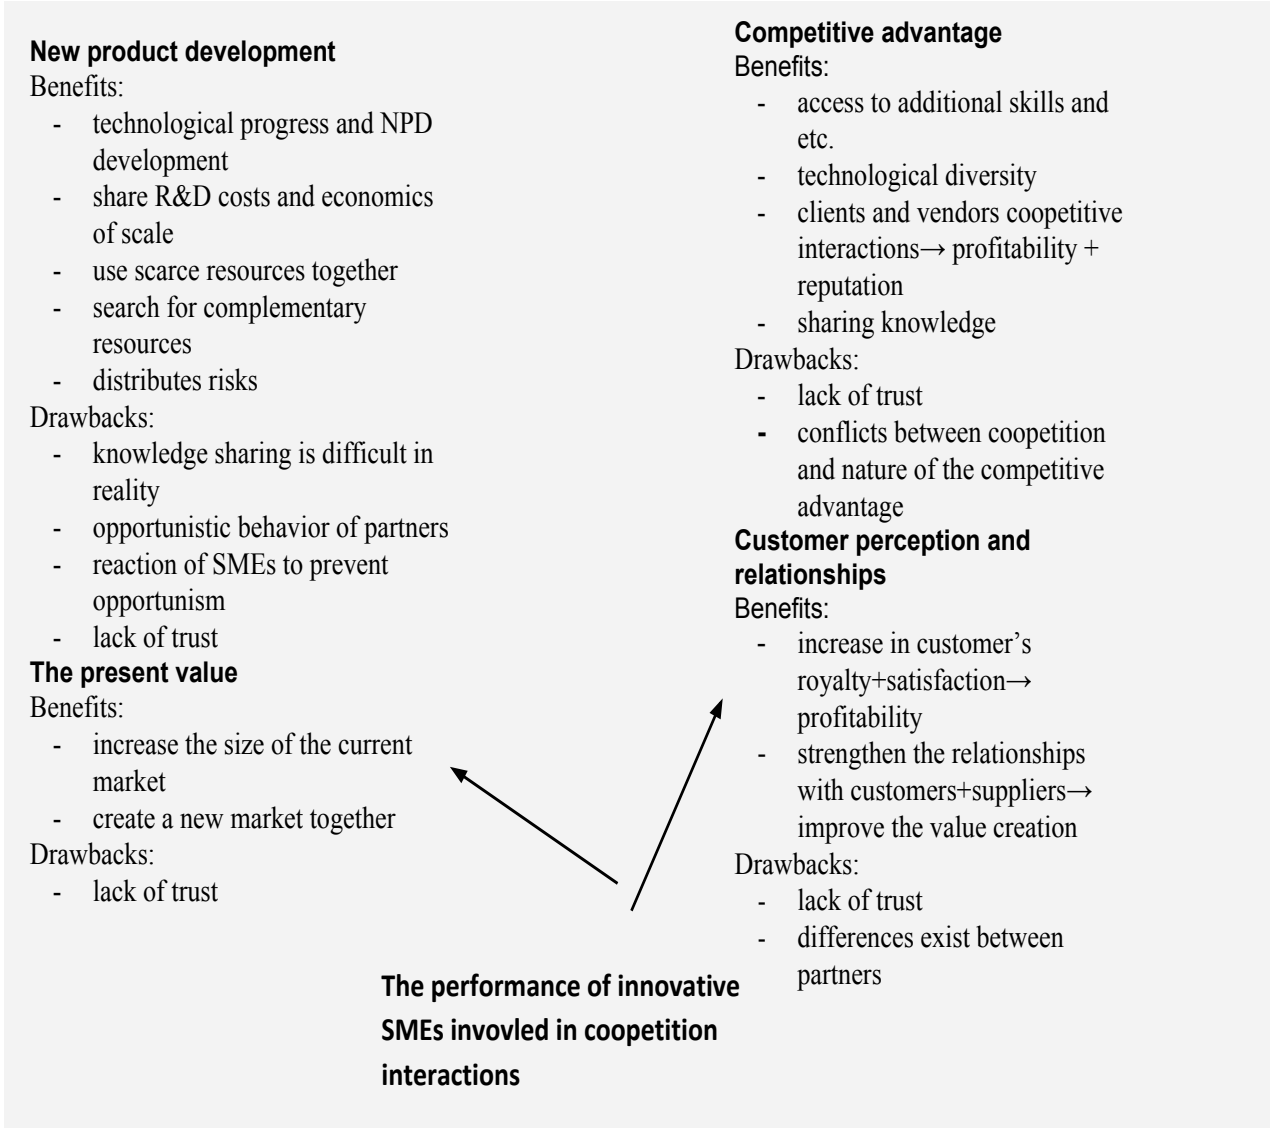 New product development
Benefits:
- technological progress and NPD
development
- share R&D costs and economics
of scale
- use scarce resources together
- search for complementary
resources
- distributes risks
Drawbacks:
- knowledge sharing is difficult in
reality
- opportunistic behavior of partners
- reaction of SMEs to prevent
opportunism
- lack of trust
The present value
Benefits:
- increase the size of the current
market
- create a new market together
Drawbacks:
- lack of trust
Competitive advantage
Benefits:
- access to additional skills and
etc.
- technological diversity
- clients and vendors coopetitive
interactions→ profitability +
reputation
- sharing knowledge
Drawbacks:
- lack of trust
- conflicts between coopetition
and nature of the competitive
advantage
Customer perception and
relationships
Benefits:
- increase in customer’s
royalty+satisfaction→
profitability
- strengthen the relationships
with customers+suppliers→
improve the value creation
Drawbacks:
- lack of trust
- differences exist between
partners
The performance of innovative
SMEs invovled in coopetition
interactions